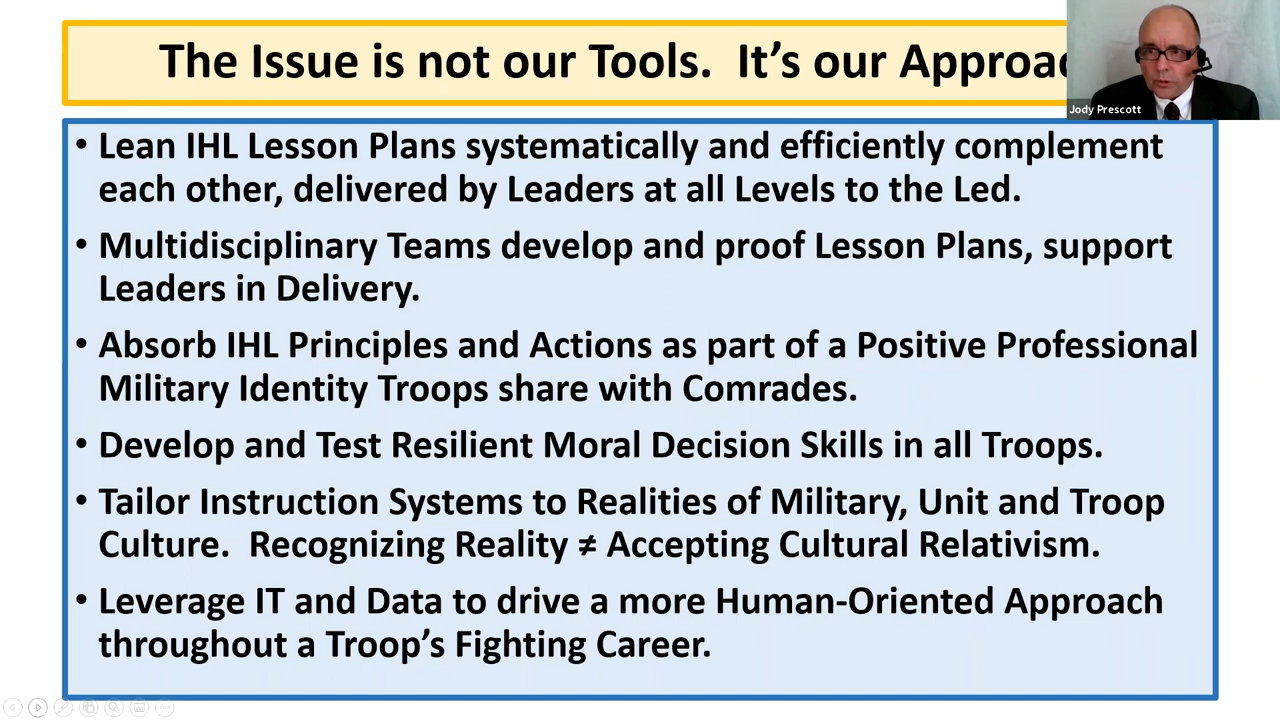 The Issue is not our Tools.  It's our
Jody Prescott
• Lean IHL Lesson Plans systematically and efficiently complement
each other, delivered by Leaders at all Levels to the Led.
• Multidisciplinary Teams develop and proof Lesson Plans, support
Leaders in Delivery.
• Absorb IHL Principles and Actions as part of a Positive Professional
Military Identity Troops share with Comrades.
• Develop and Test Resilient Moral Decision Skills in all Troops.
• Tailor Instruction Systems to Realities of Military, Unit and Troop
Culture.  Recognizing Reality ≠ Accepting Cultural Relativism.
• Leverage IT and Data to drive a more Human-Oriented Approach
throughout a Troop's Fighting Career.